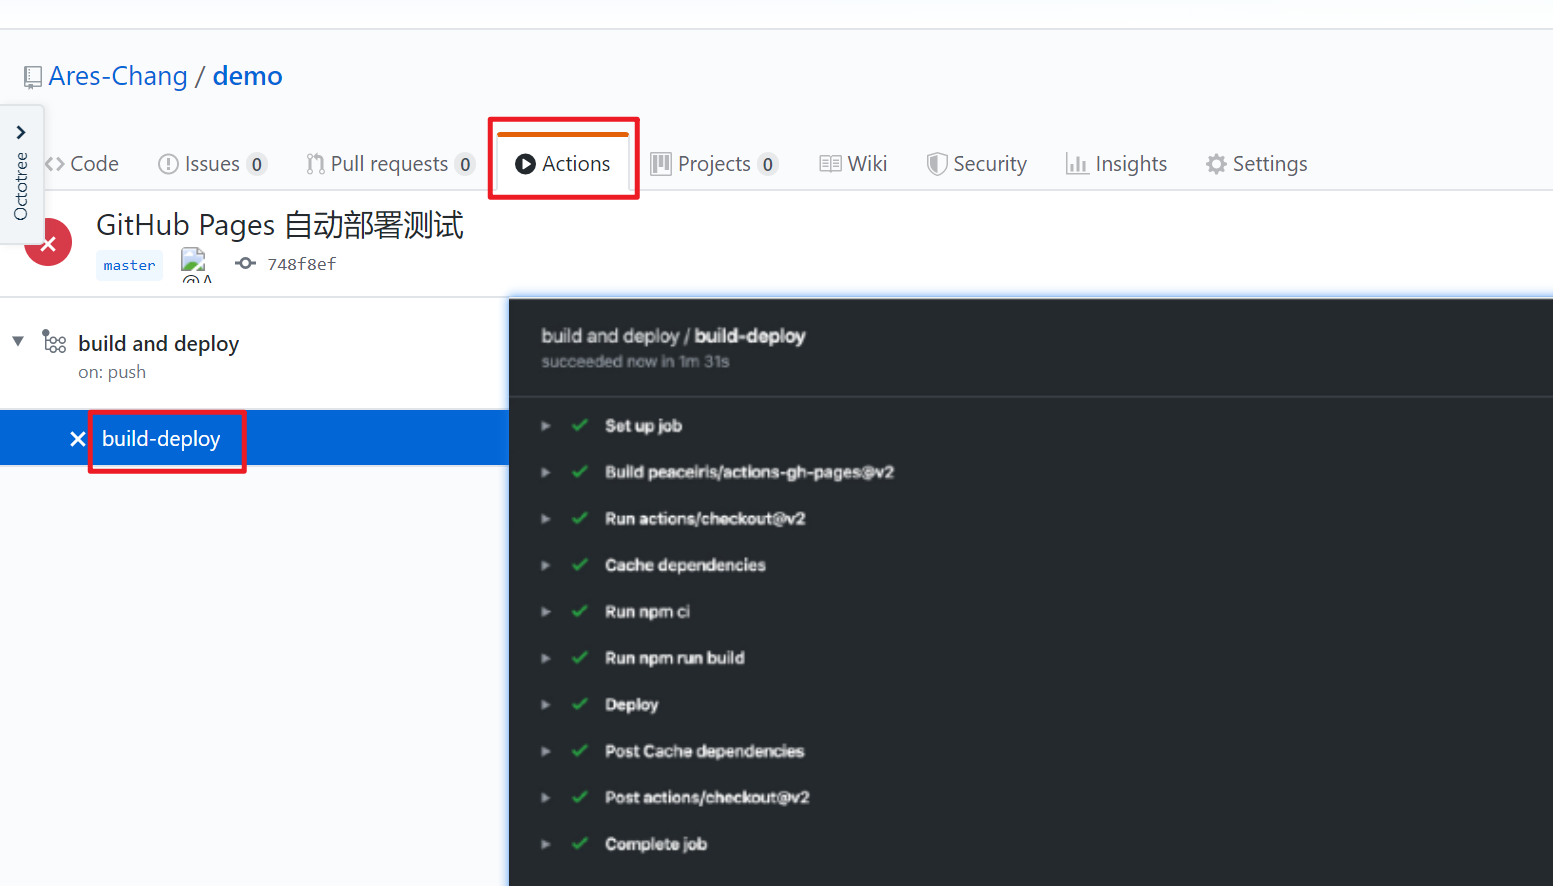 Ares-Chang / demo
Octotree
Code Issues 0 Pull requests 0 Actions Projects 0 Wiki Security Insights Settings
GitHub Pages 自动部署测试
master 748f8ef
build and deploy
on: push
build-deploy
build and deploy / build-deploy
succeeded now in 1m 31s
Set up job
Build peaceiris/actions-gh-pages@v2
Run actions/checkout@v2
Cache dependencies
Run npm ci
Run npm run build
Deploy
Post Cache dependencies
Post actions/checkout@v2
Complete job